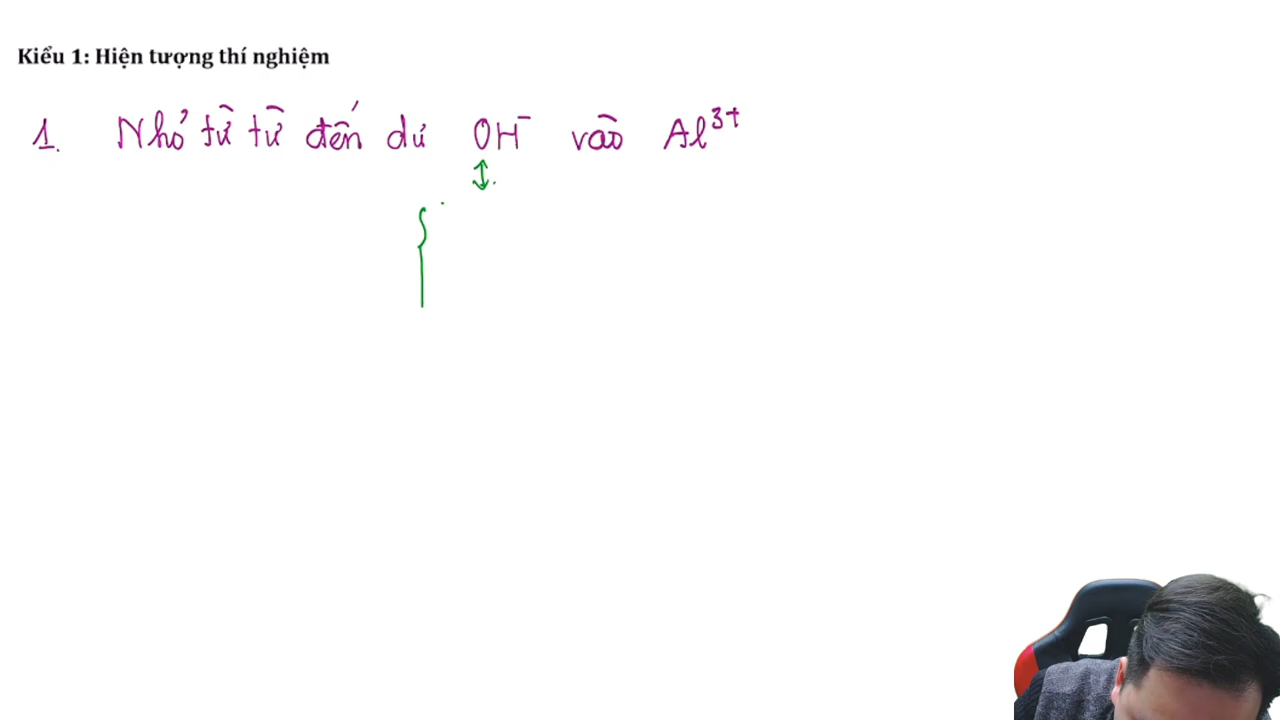 Kiểu 1: Hiện tượng thí nghiệm
1. Nhỏ từ từ đến dư OH⁻ vào Al³⁺